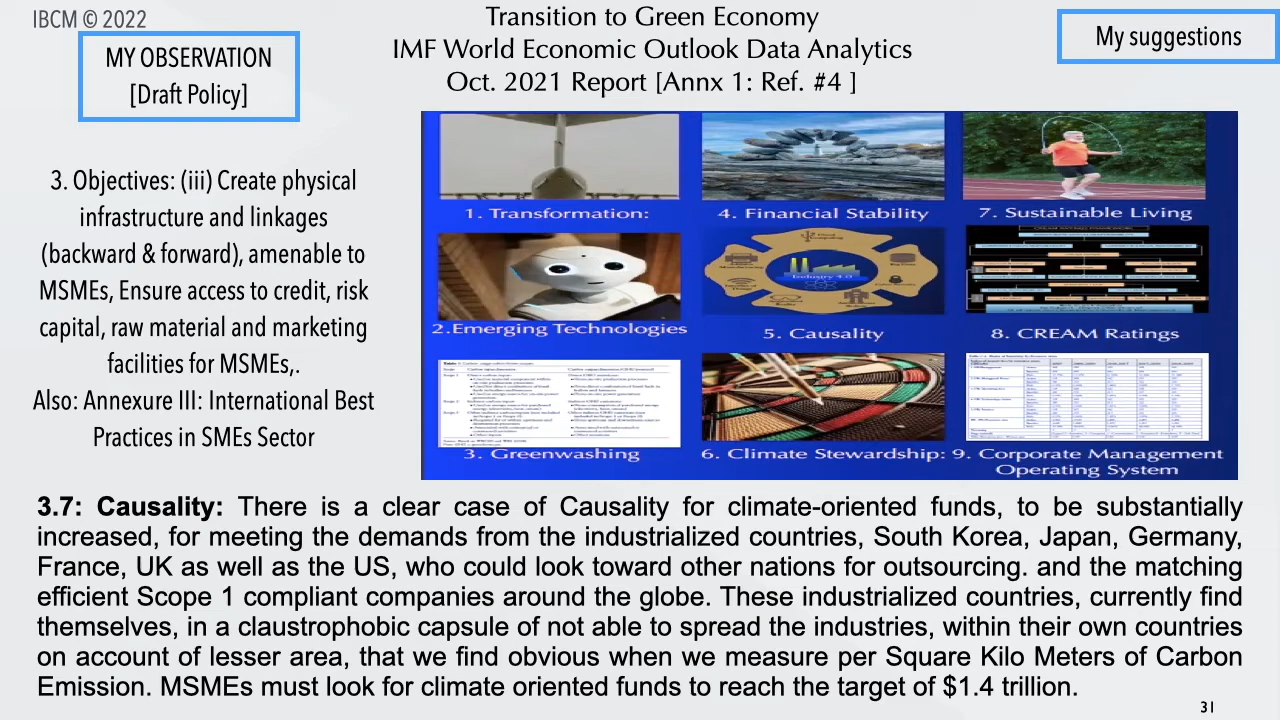 IBCM © 2022
MY OBSERVATION
[Draft Policy]
Transition to Green Economy
IMF World Economic Outlook Data Analytics
Oct. 2021 Report [Annx 1: Ref. #4 ]
My suggestions
3. Objectives: (iii) Create physical
infrastructure and linkages
(backward & forward), amenable to
MSMEs, Ensure access to credit, risk
capital, raw material and marketing
facilities for MSMEs,.
Also: Annexure III: International Best
Practices in SMEs Sector
1. Transformation:
4. Financial Stability
7. Sustainable Living
Industry 4.0
2.Emerging Technologies
5. Causality
8. CREAM Ratings
3. Greenwashing
6. Climate Stewardship:
9. Corporate Management
Operating System
3.7: Causality: There is a clear case of Causality for climate-oriented funds, to be substantially
increased, for meeting the demands from the industrialized countries, South Korea, Japan, Germany,
France, UK as well as the US, who could look toward other nations for outsourcing. and the matching
efficient Scope 1 compliant companies around the globe. These industrialized countries, currently find
themselves, in a claustrophobic capsule of not able to spread the industries, within their own countries
on account of lesser area, that we find obvious when we measure per Square Kilo Meters of Carbon
Emission. MSMEs must look for climate oriented funds to reach the target of $1.4 trillion.
31